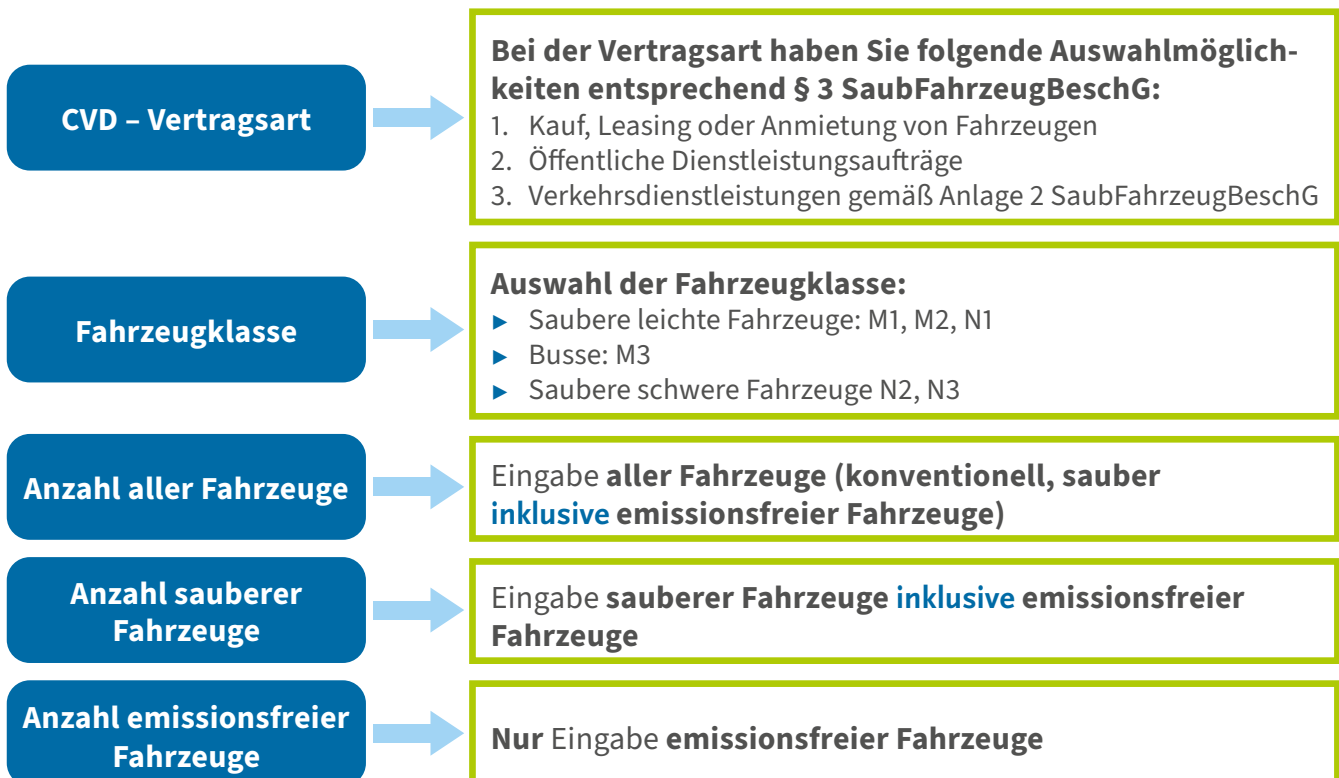 CVD – Vertragsart
Bei der Vertragsart haben Sie folgende Auswahlmöglich-
keiten entsprechend § 3 SaubFahrzeugBeschG:
1. Kauf, Leasing oder Anmietung von Fahrzeugen
2. Öffentliche Dienstleistungsaufträge
3. Verkehrsdienstleistungen gemäß Anlage 2 SaubFahrzeugBeschG
Fahrzeugklasse
Auswahl der Fahrzeugklasse:
► Saubere leichte Fahrzeuge: M1, M2, N1
► Busse: M3
► Saubere schwere Fahrzeuge N2, N3
Anzahl aller Fahrzeuge
Eingabe aller Fahrzeuge (konventionell, sauber
inklusive emissionsfreier Fahrzeuge)
Anzahl sauberer
Fahrzeuge
Eingabe sauberer Fahrzeuge inklusive emissionsfreier
Fahrzeuge
Anzahl emissionsfreier
Fahrzeuge
Nur Eingabe emissionsfreier Fahrzeuge